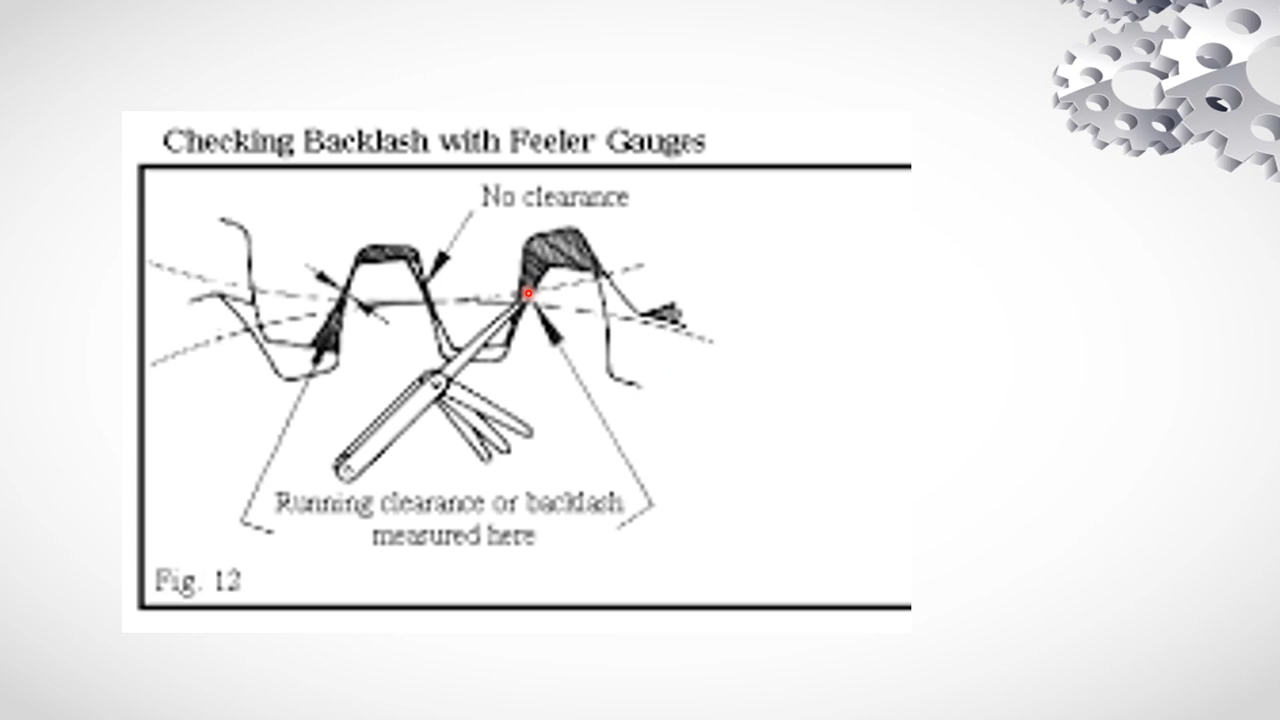 Checking Backlash with Feeler Gauges
No clearance
Running clearance or backlash
measured here
Fig. 12